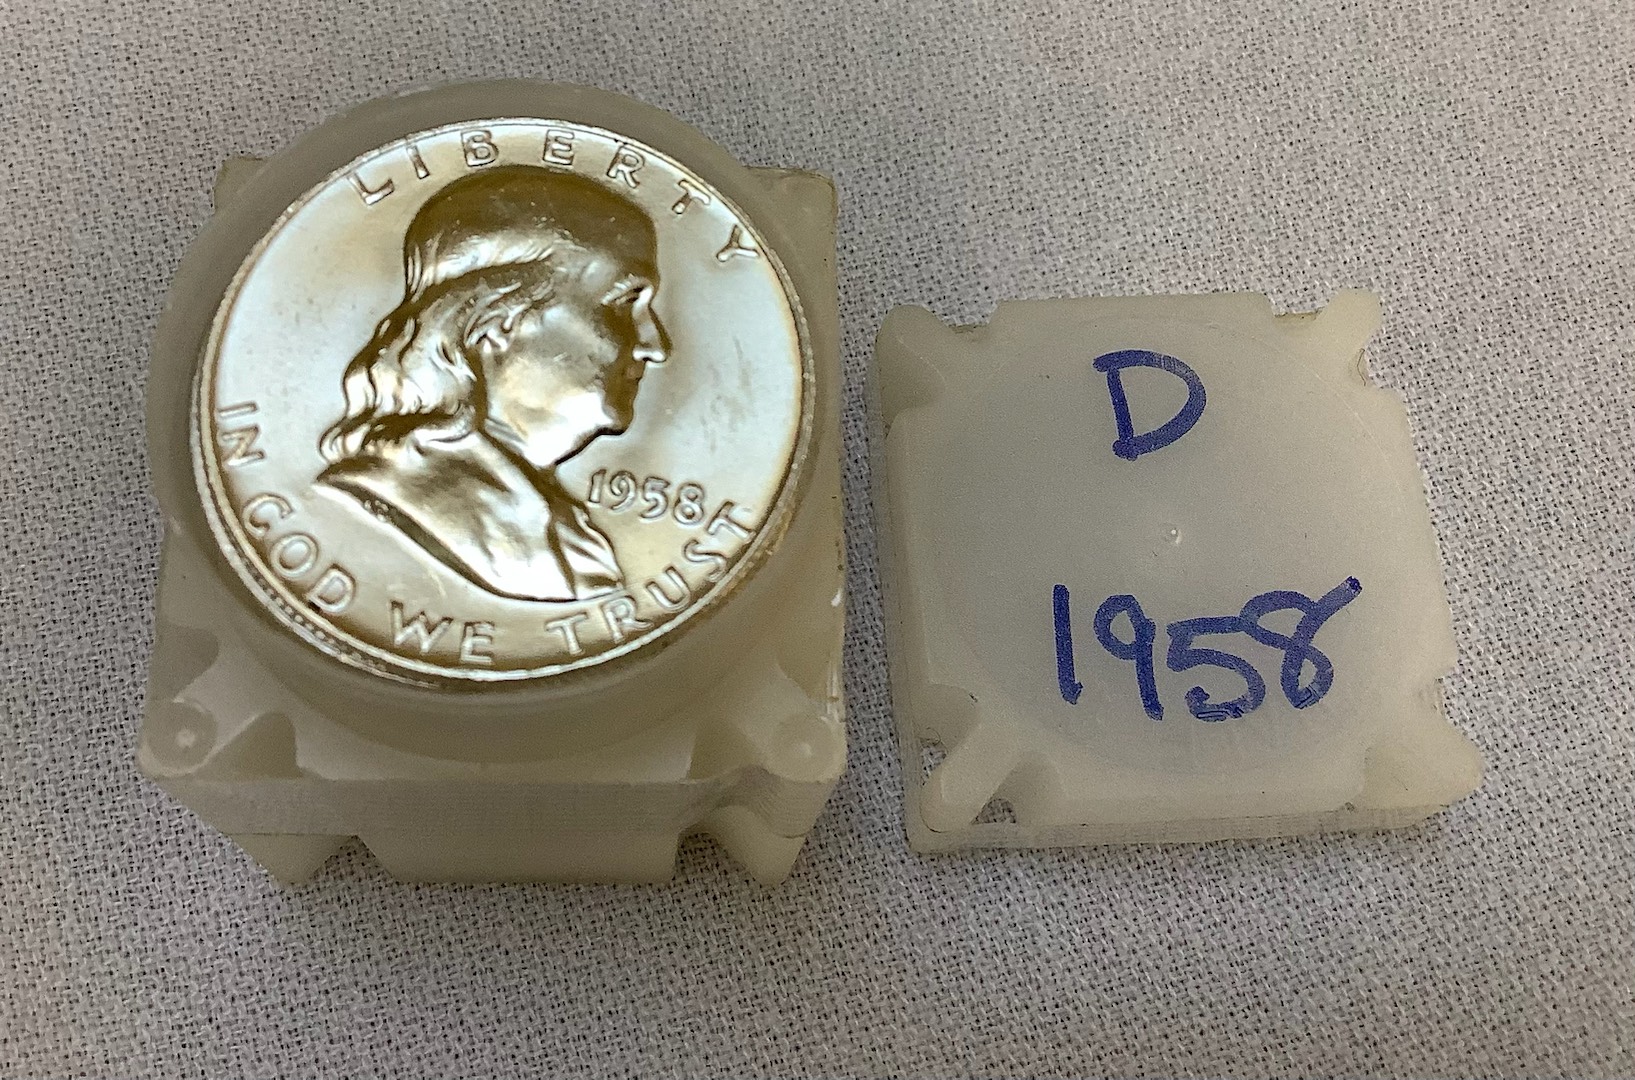 LIBERTY
IN GOD WE TRUST
1958
D
1958